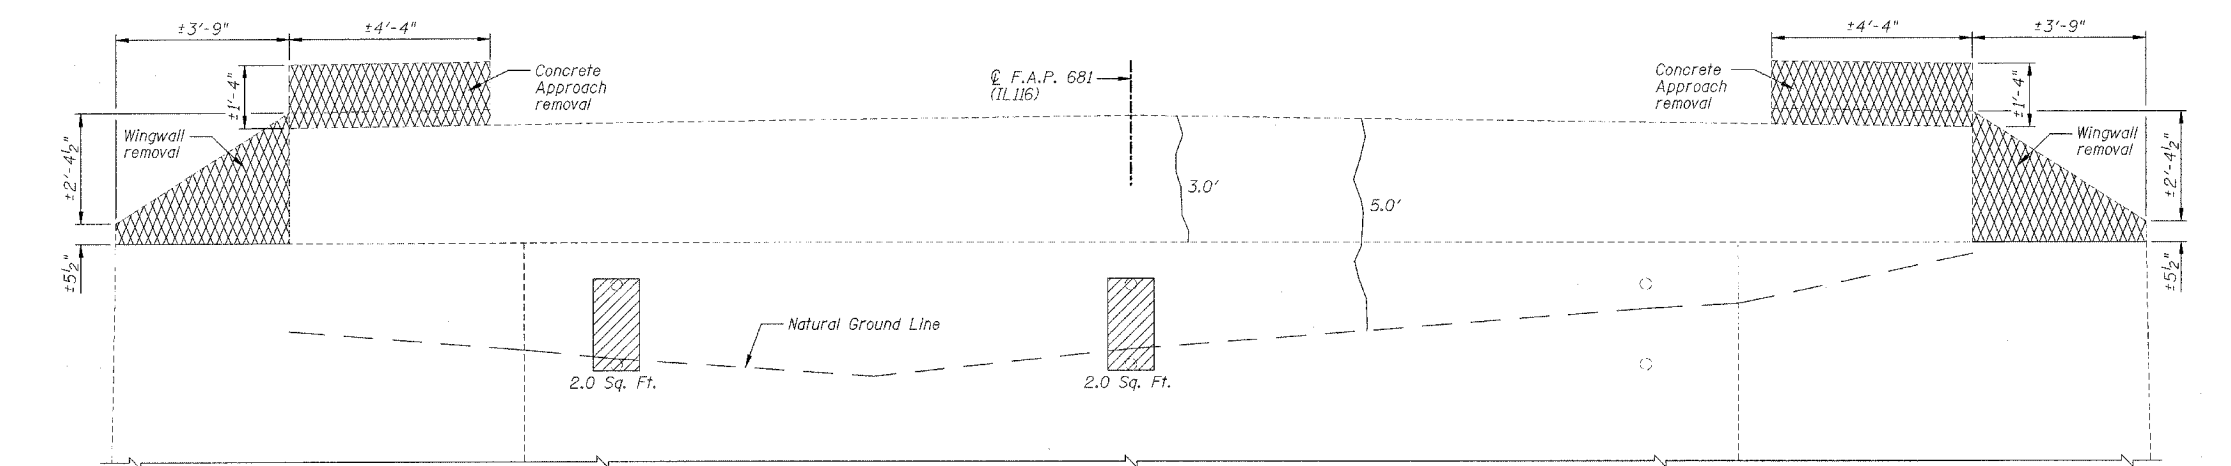 ±3'-9"
±4'-4"
±4'-4"
±3'-9"
±1'-4"
Concrete
Approach
removal
℄ F.A.P. 681
(IL116)
Concrete
Approach
removal
±1'-4"
±2'-4½"
Wingwall
removal
Wingwall
removal
±2'-4½"
3.0'
5.0'
±5½"
±5½"
Natural Ground Line
2.0 Sq. Ft.
2.0 Sq. Ft.